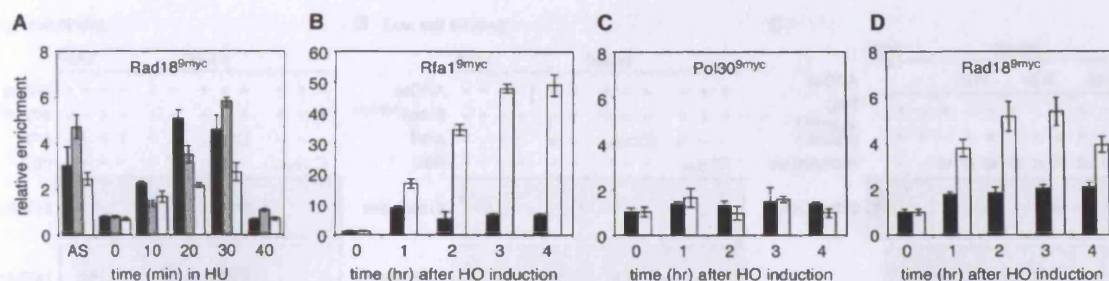 A
8
6
4
2
0
relative enrichment
Rad18^9myc
AS 0 10 20 30 40
time (min) in HU
B
60
50
40
30
20
10
0
Rfa1^9myc
0 1 2 3 4
time (hr) after HO induction
C
8
6
4
2
0
Pol30^9myc
0 1 2 3 4
time (hr) after HO induction
D
8
6
4
2
0
Rad18^9myc
0 1 2 3 4
time (hr) after HO induction